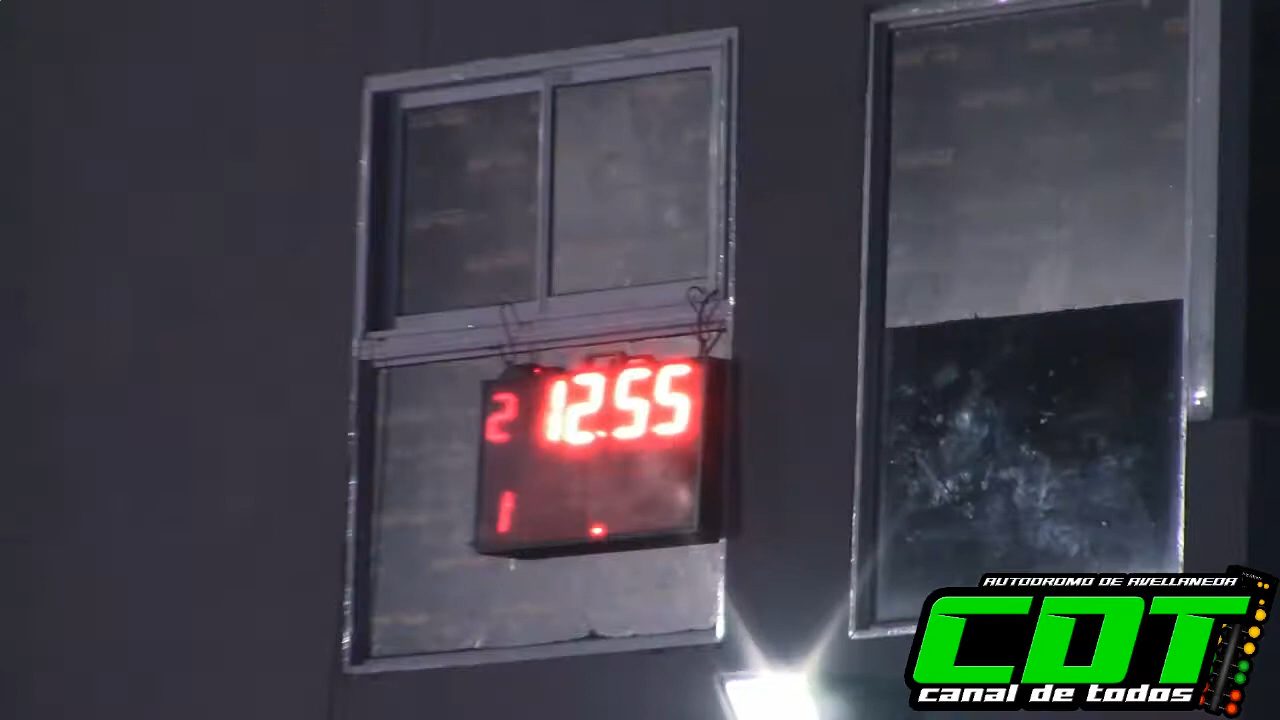 2 12.55
1 .
AUTODROMO DE AVELLANEDA
CDT
canal de todos